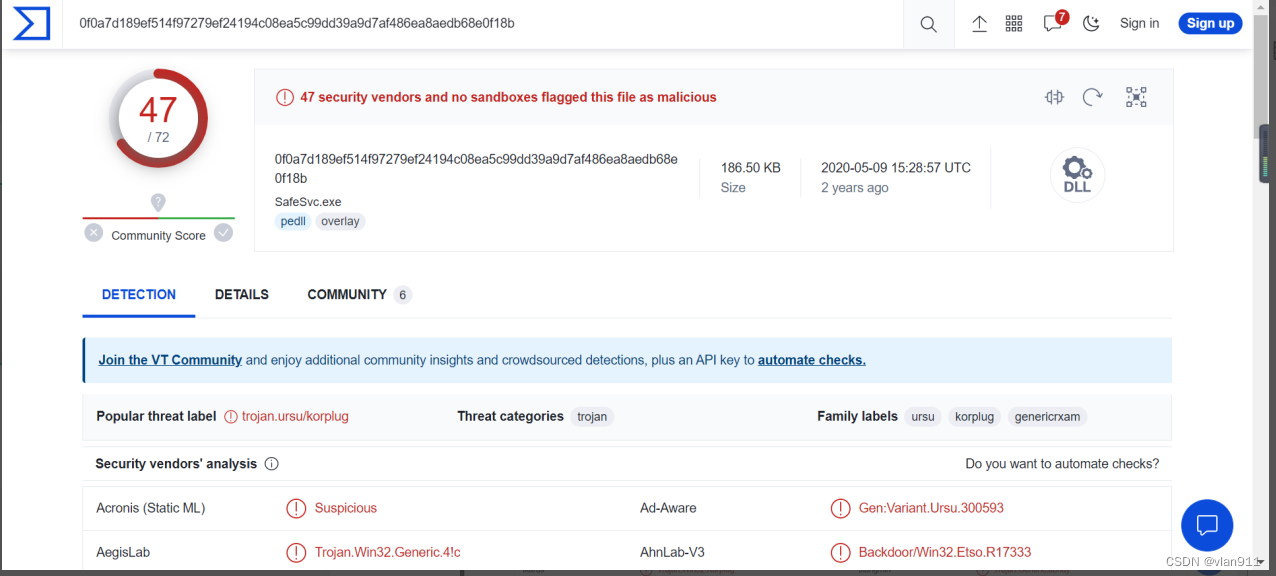 0f0a7d189ef514f97279ef24194c08ea5c99dd39a9d7af486ea8aedb68e0f18b
7
Sign in
Sign up
47
/ 72
47 security vendors and no sandboxes flagged this file as malicious
0f0a7d189ef514f97279ef24194c08ea5c99dd39a9d7af486ea8aedb68e
0f18b
SafeSvc.exe
pedll
overlay
186.50 KB
Size
2020-05-09 15:28:57 UTC
2 years ago
DLL
?
Community Score
DETECTION
DETAILS
COMMUNITY 6
Join the VT Community and enjoy additional community insights and crowdsourced detections, plus an API key to automate checks.
Popular threat label trojan.ursu/korplug
Threat categories trojan
Family labels ursu korplug genericrxam
Security vendors' analysis
Do you want to automate checks?
Acronis (Static ML) Suspicious
Ad-Aware Gen:Variant.Ursu.300593
AegisLab Trojan.Win32.Generic.4!c
AhnLab-V3 Backdoor/Win32.Etso.R17333
CSDN @vlan911